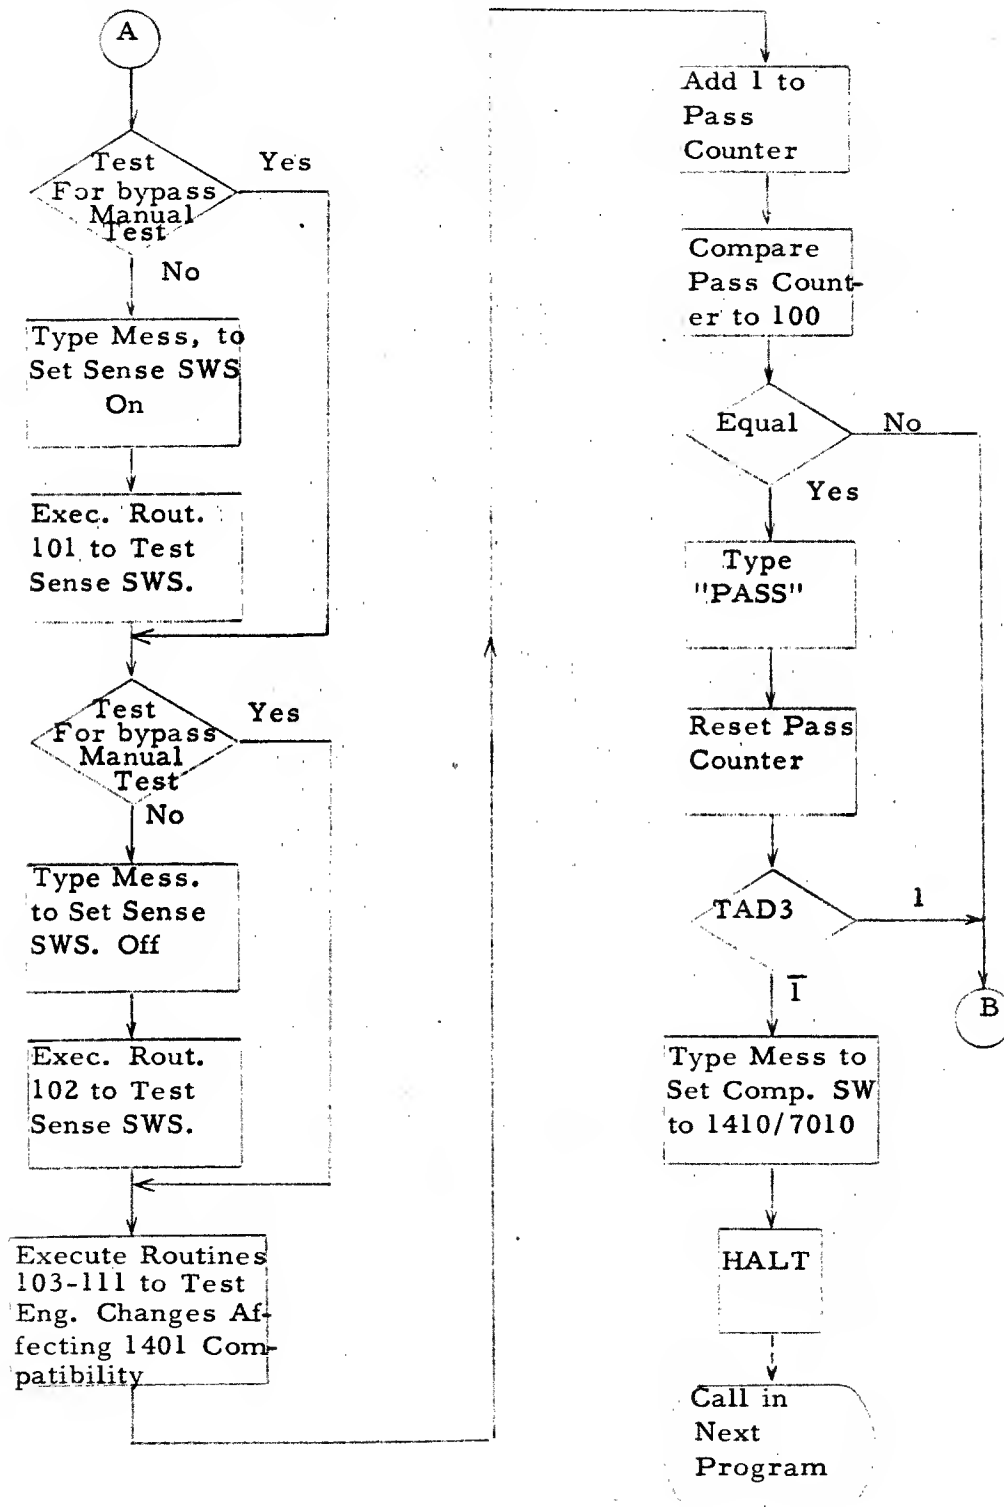 A
Test
For bypass
Manual
Test
Yes
No
Type Mess, to
Set Sense SWS
On
Exec. Rout.
101 to Test
Sense SWS.
Test
For bypass
Manual
Test
Yes
No
Type Mess.
to Set Sense
SWS. Off
Exec. Rout.
102 to Test
Sense SWS.
Execute Routines
103-111 to Test
Eng. Changes Af-
fecting 1401 Com-
patibility
Add 1 to
Pass
Counter
Compare
Pass Count-
er to 100
Equal
No
Yes
Type
"PASS"
Reset Pass
Counter
TAD3
1
1̅
B
Type Mess to
Set Comp. SW
to 1410/7010
HALT
Call in
Next
Program